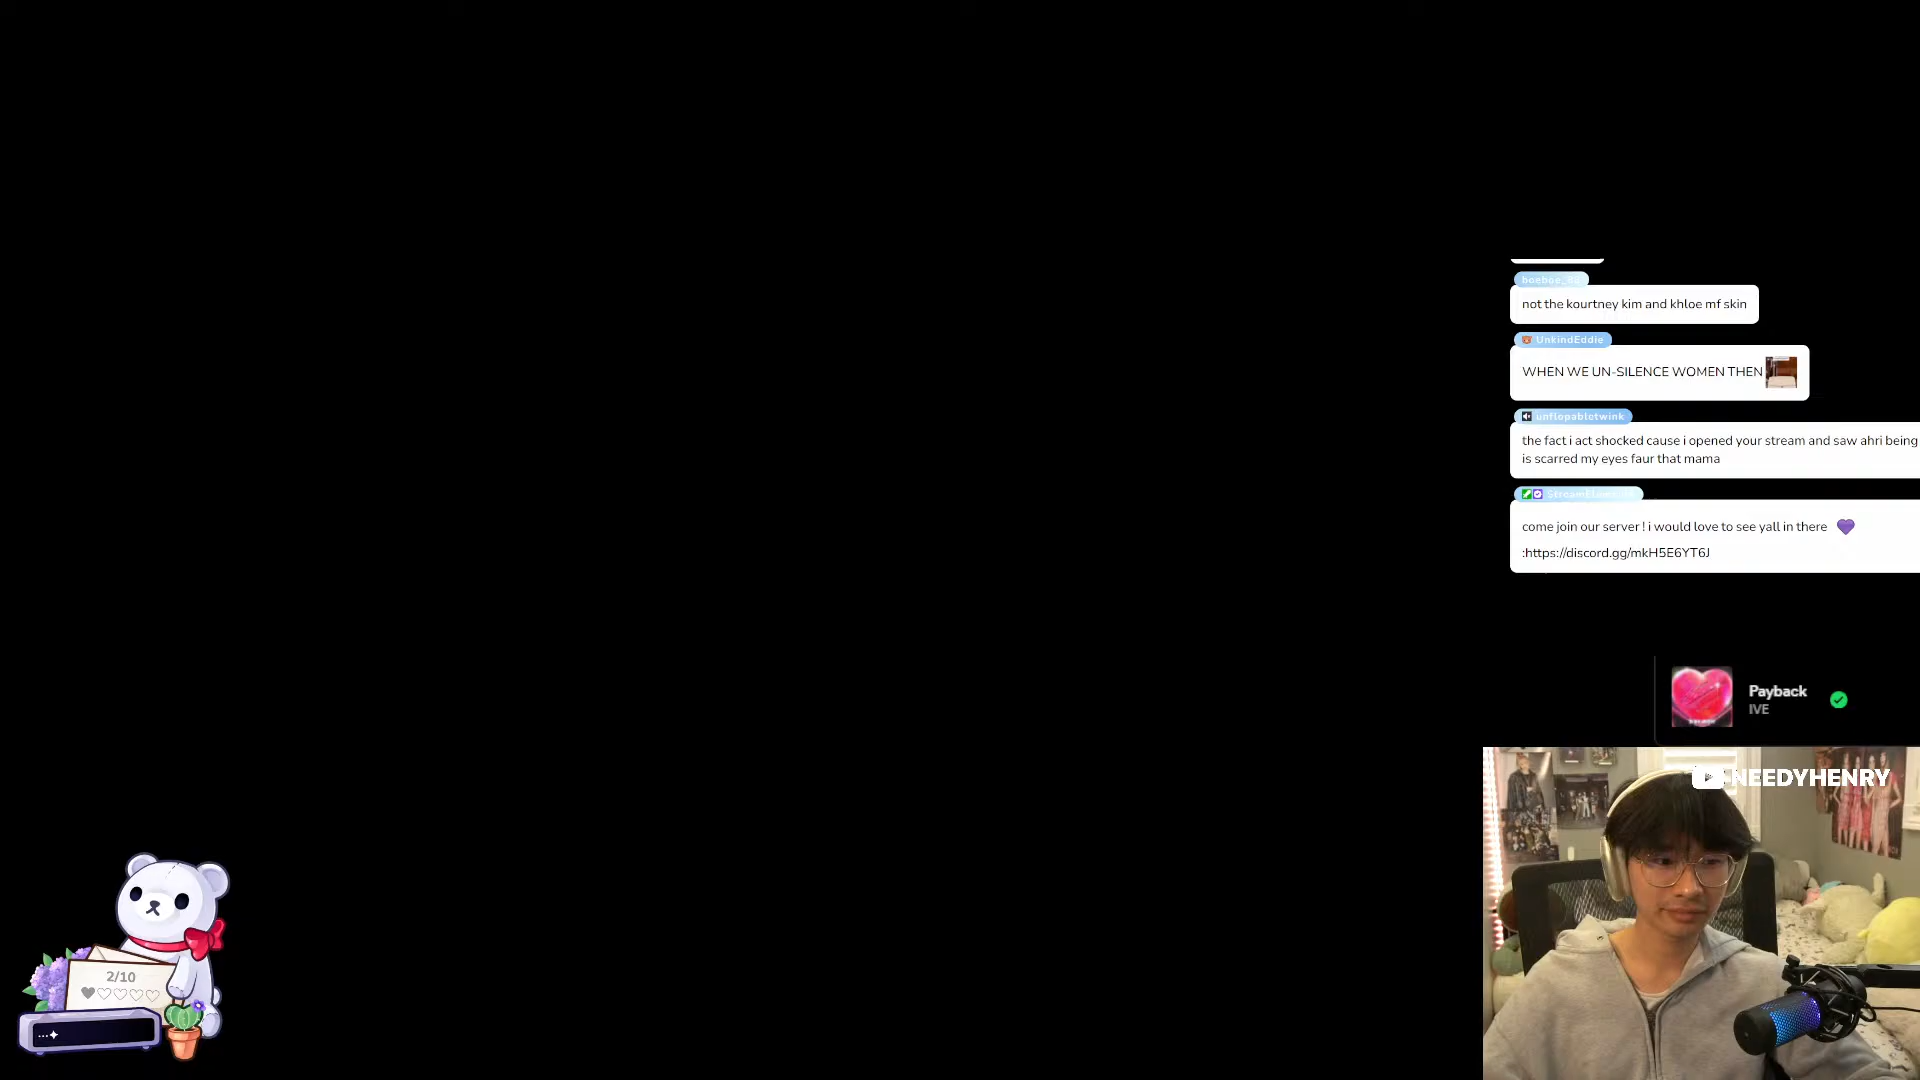 not the kourtney kim and khloe mf skin
UnkindEddie
WHEN WE UN-SILENCE WOMEN THEN
unflopabletwink
the fact i act shocked cause i opened your stream and saw ahri being
is scarred my eyes faur that mama
come join our server ! i would love to see yall in there
:https://discord.gg/mkH5E6YT6J
Payback
IVE
NEEDYHENRY
2/10
...